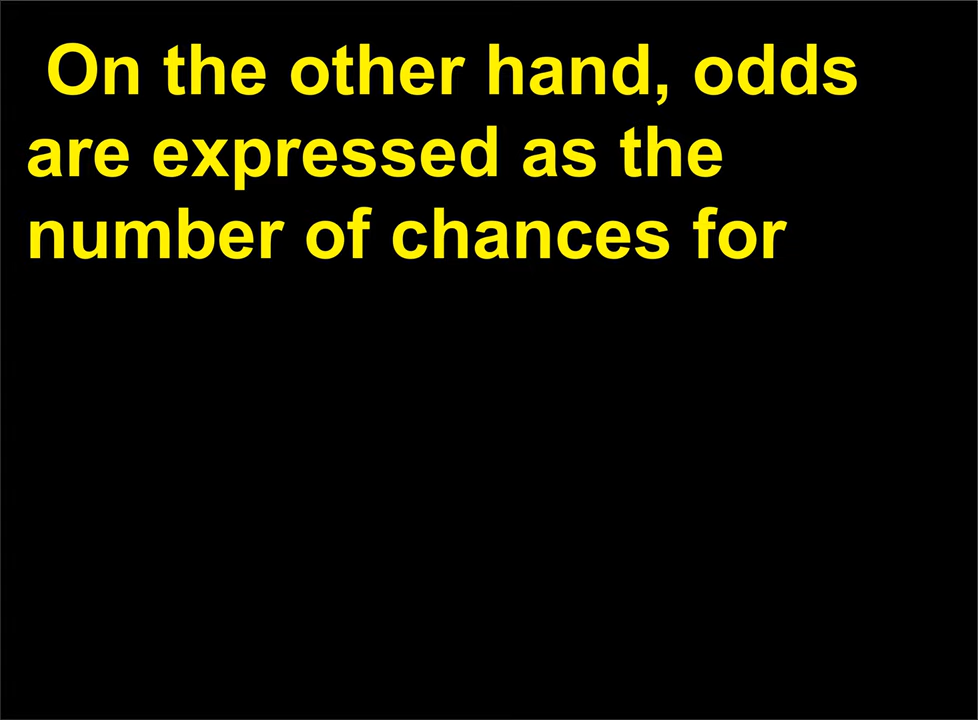 On the other hand, odds
are expressed as the
number of chances for